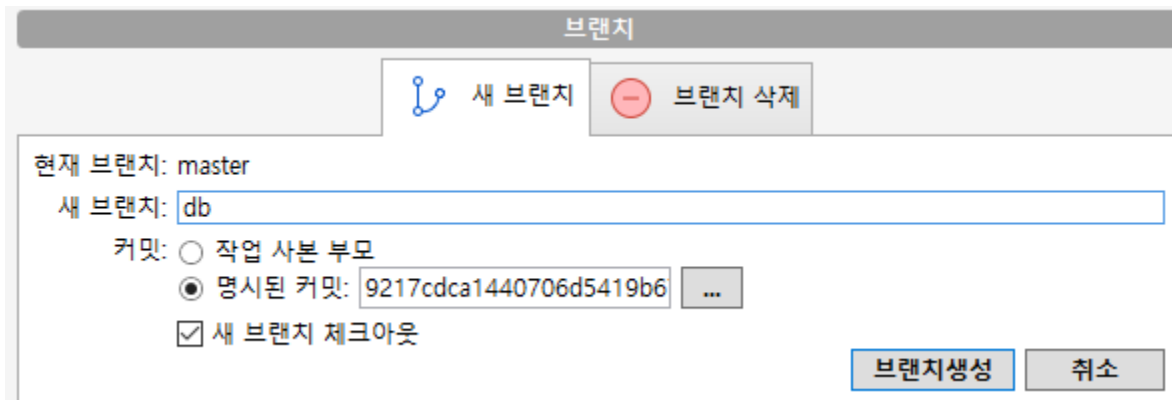 브랜치
새 브랜치
브랜치 삭제
현재 브랜치: master
새 브랜치: db
커밋: 작업 사본 부모
명시된 커밋: 9217cdca1440706d5419b6 ...
새 브랜치 체크아웃
브랜치생성 취소